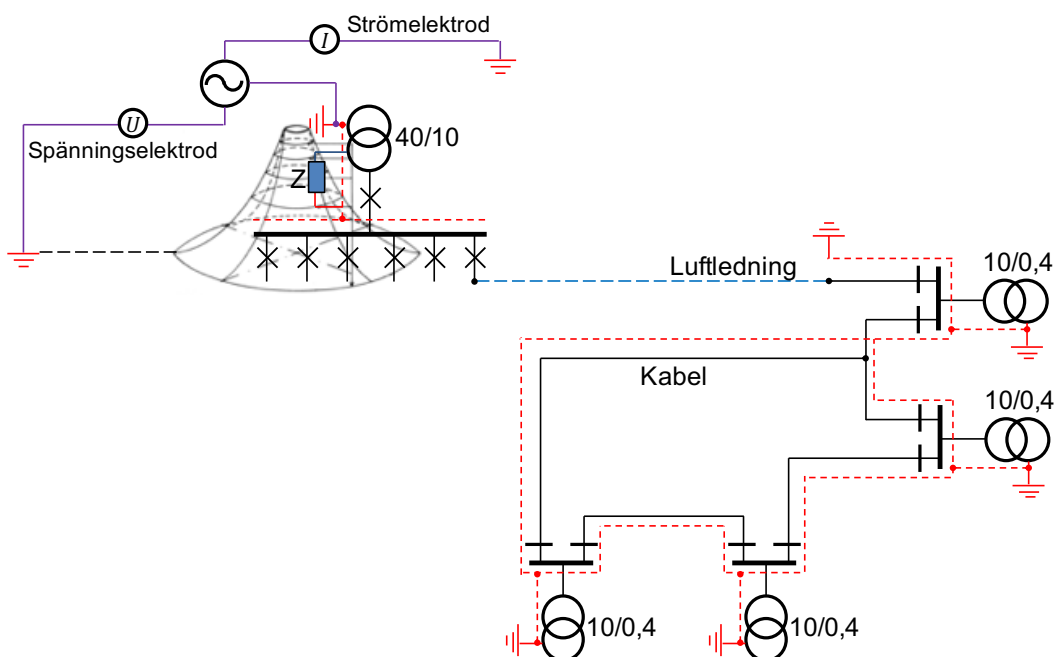 Strömelektrod
I
U
Spänningselektrod
40/10
Z
Luftledning
10/0,4
Kabel
10/0,4
10/0,4
10/0,4